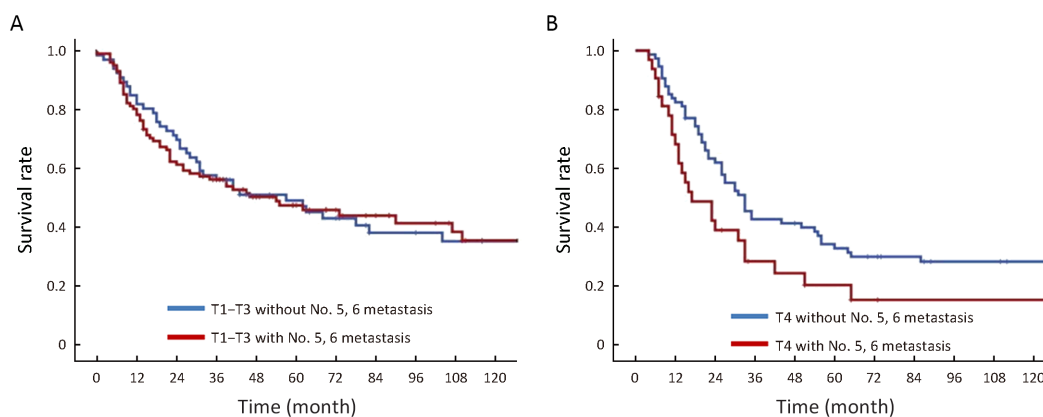 A
1.0
0.8
0.6
0.4
0.2
0
Survival rate
T1–T3 without No. 5, 6 metastasis
T1–T3 with No. 5, 6 metastasis
0 12 24 36 48 60 72 84 96 108 120
Time (month)
B
1.0
0.8
0.6
0.4
0.2
0
Survival rate
T4 without No. 5, 6 metastasis
T4 with No. 5, 6 metastasis
0 12 24 36 48 60 72 84 96 108 120
Time (month)